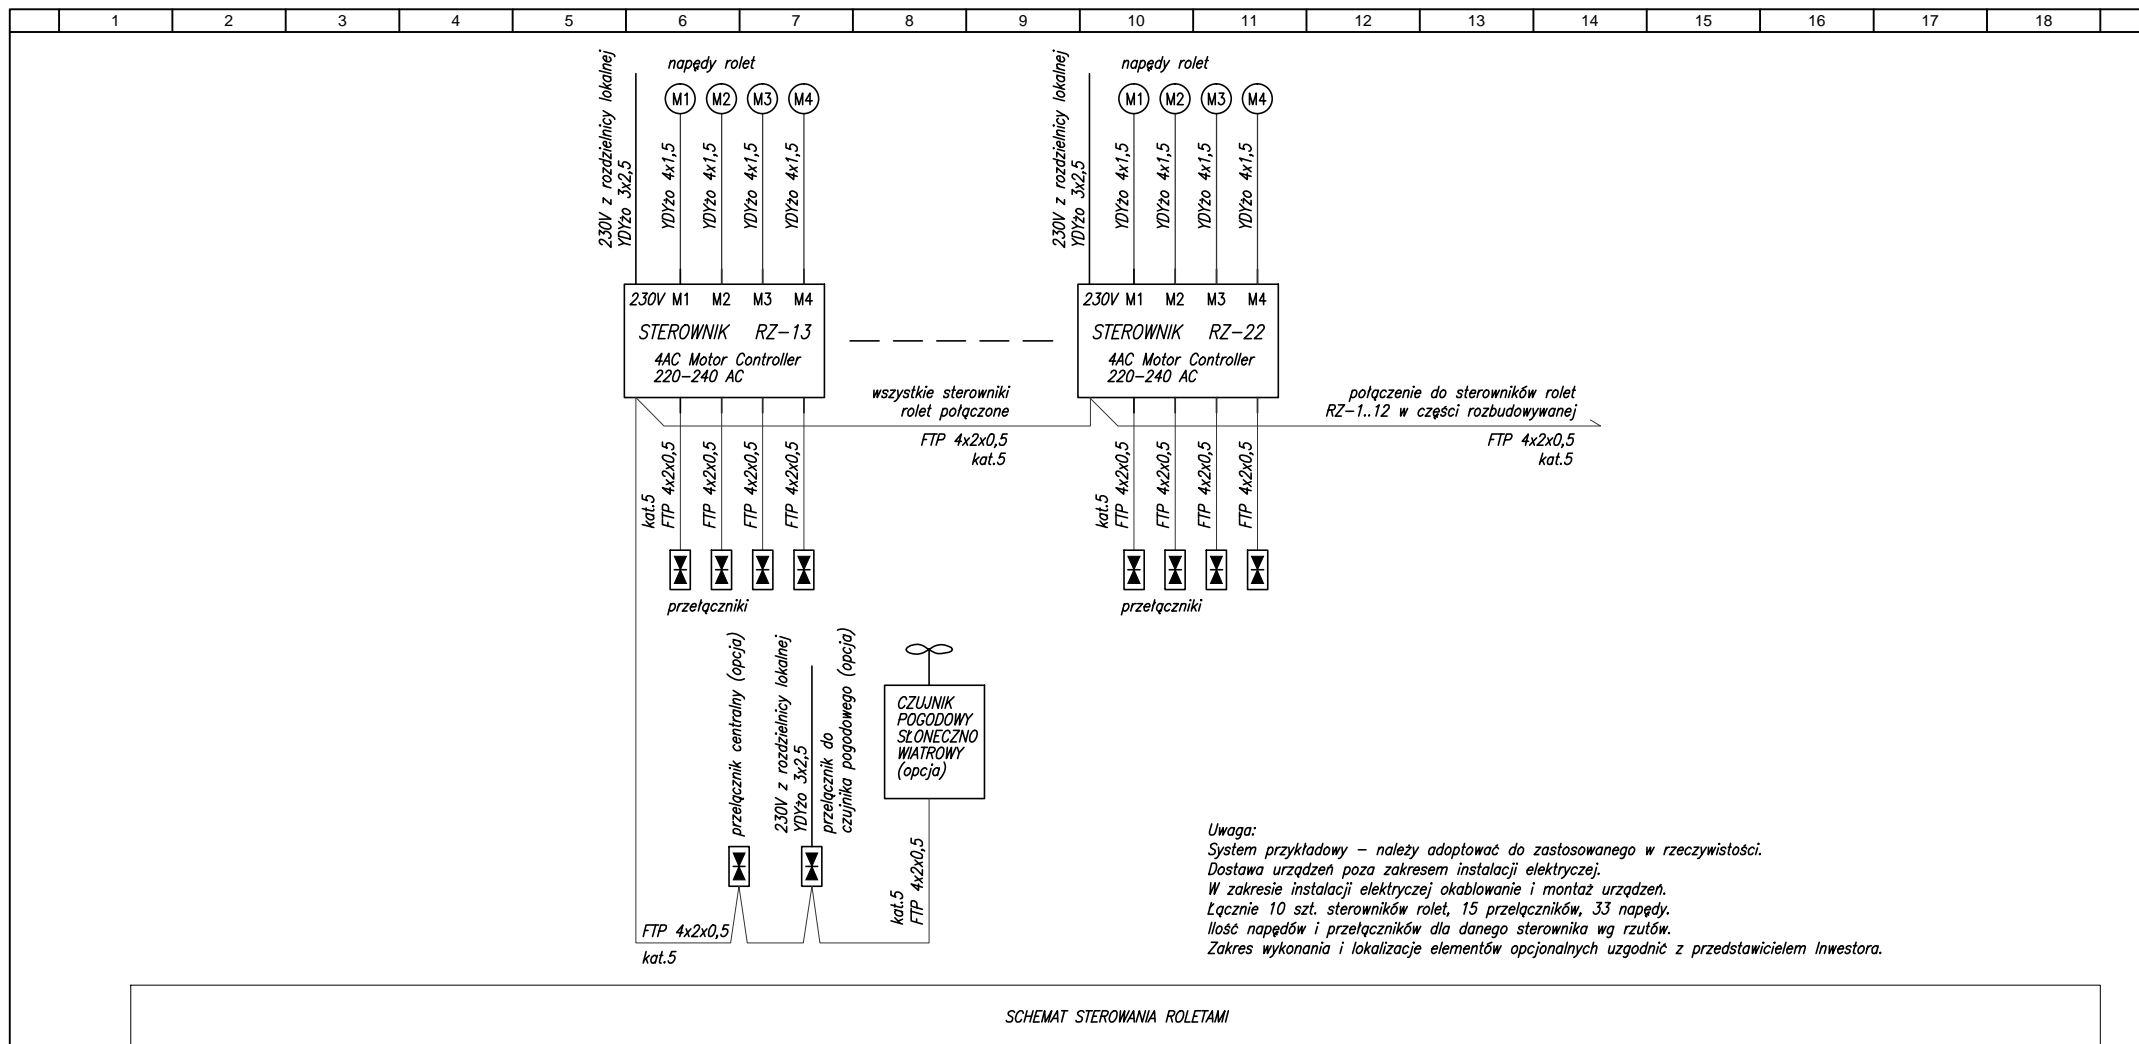 1 2 3 4 5 6 7 8 9 10 11 12 13 14 15 16 17 18
napędy rolet
M1 M2 M3 M4
230V z rozdzielnicy lokalnej
YDYżo 3x2,5
YDYżo 4x1,5
YDYżo 4x1,5
YDYżo 4x1,5
YDYżo 4x1,5
230V M1 M2 M3 M4
STEROWNIK RZ-13
4AC Motor Controller
220-240 AC
napędy rolet
M1 M2 M3 M4
230V z rozdzielnicy lokalnej
YDYżo 3x2,5
YDYżo 4x1,5
YDYżo 4x1,5
YDYżo 4x1,5
YDYżo 4x1,5
230V M1 M2 M3 M4
STEROWNIK RZ-22
4AC Motor Controller
220-240 AC
wszystkie sterowniki
rolet połączone
FTP 4x2x0,5
kat.5
połączenie do sterowników rolet
RZ-1..12 w części rozbudowywanej
FTP 4x2x0,5
kat.5
kat.5
FTP 4x2x0,5
FTP 4x2x0,5
FTP 4x2x0,5
FTP 4x2x0,5
przełączniki
kat.5
FTP 4x2x0,5
FTP 4x2x0,5
FTP 4x2x0,5
FTP 4x2x0,5
przełączniki
przelącznik centralny (opcja)
230V z rozdzielnicy lokalnej
YDYżo 3x2,5
przelącznik do
czujnika pogodowego (opcja)
CZUJNIK
POGODOWY
SŁONECZNO
WIATROWY
(opcja)
kat.5
FTP 4x2x0,5
FTP 4x2x0,5
kat.5
Uwaga:
System przykładowy - należy adoptować do zastosowanego w rzeczywistości.
Dostawa urządzeń poza zakresem instalacji elektryczej.
W zakresie instalacji elektryczej okablowanie i montaż urządzeń.
Łącznie 10 szt. sterowników rolet, 15 przelączników, 33 napędy.
Ilość napędów i przełączników dla danego sterownika wg rzutów.
Zakres wykonania i lokalizacje elementów opcjonalnych uzgodnić z przedstawicielem Inwestora.
SCHEMAT STEROWANIA ROLETAMI